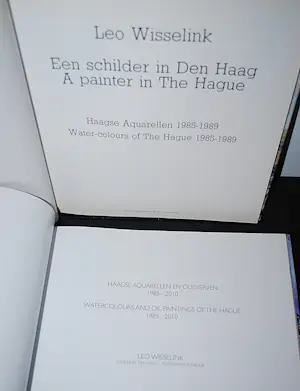 Leo Wisselink
Een schilder in Den Haag
A painter in The Hague
Haagse Aquarellen 1985-1989
Water-colours of The Hague 1985-1989
HAAGSE AQUARELLEN EN OLIEVERVEN
1985 - 2010
WATERCOLOURS AND OIL PAINTINGS OF THE HAGUE
1985 - 2010
LEO WISSELINK